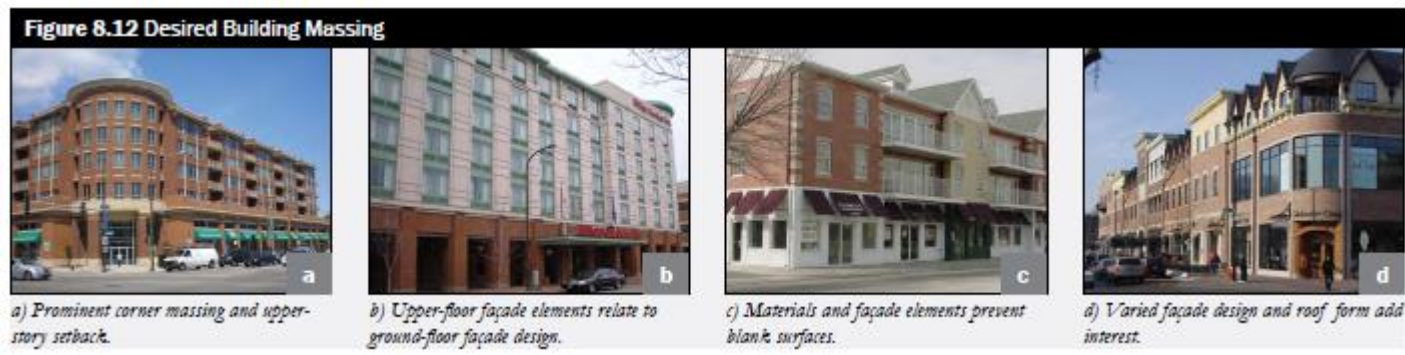 Figure 8.12 Desired Building Massing
a
b
c
d
a) Prominent corner massing and upper-
story setback.
b) Upper-floor façade elements relate to
ground-floor façade design.
c) Materials and façade elements prevent
blank surfaces.
d) Varied façade design and roof form add
interest.